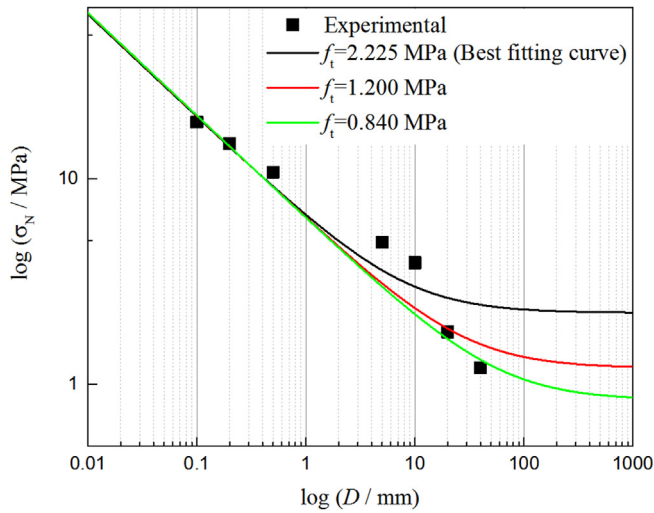 Experimental
ft=2.225 MPa (Best fitting curve)
ft=1.200 MPa
ft=0.840 MPa
10
1
log (σN / MPa)
0.01 0.1 1 10 100 1000
log (D / mm)